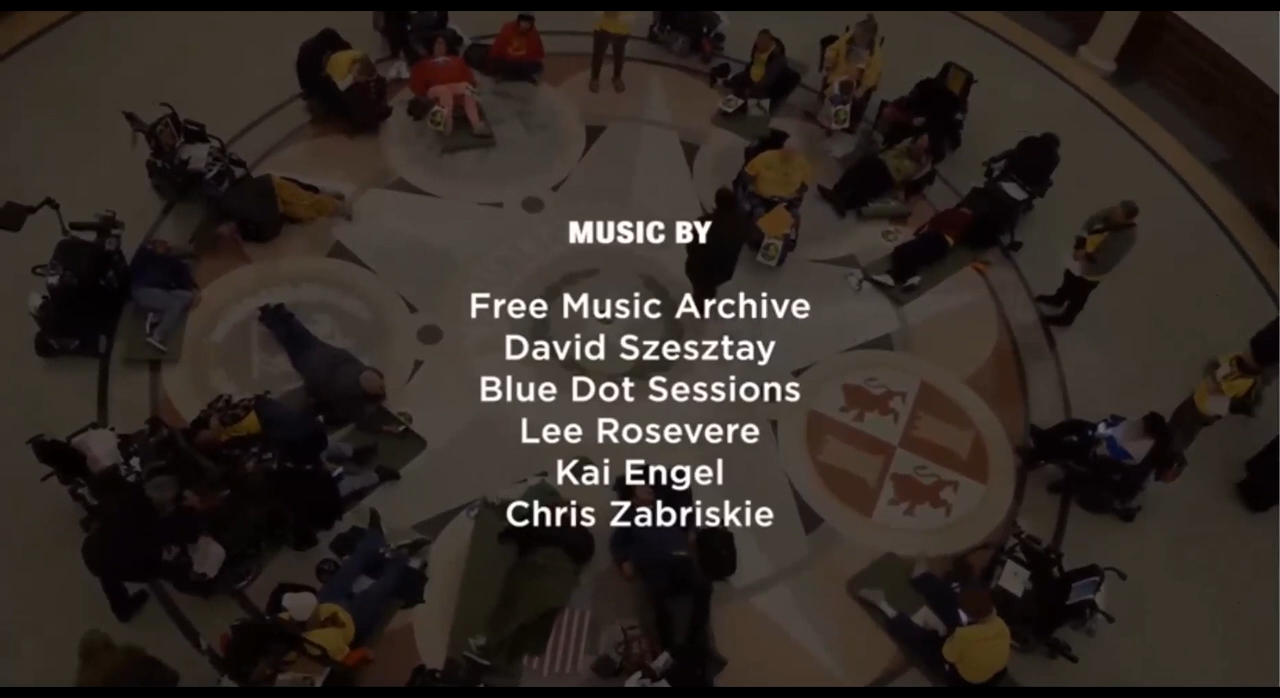 MUSIC BY
Free Music Archive
David Szesztay
Blue Dot Sessions
Lee Rosevere
Kai Engel
Chris Zabriskie